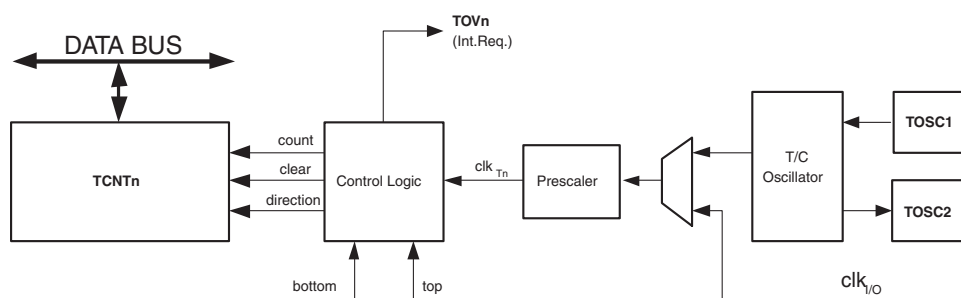 DATA BUS
TOVn
(Int.Req.)
TCNTn
count
clear
direction
Control Logic
clk Tn
Prescaler
T/C
Oscillator
TOSC1
TOSC2
bottom
top
clk I/O